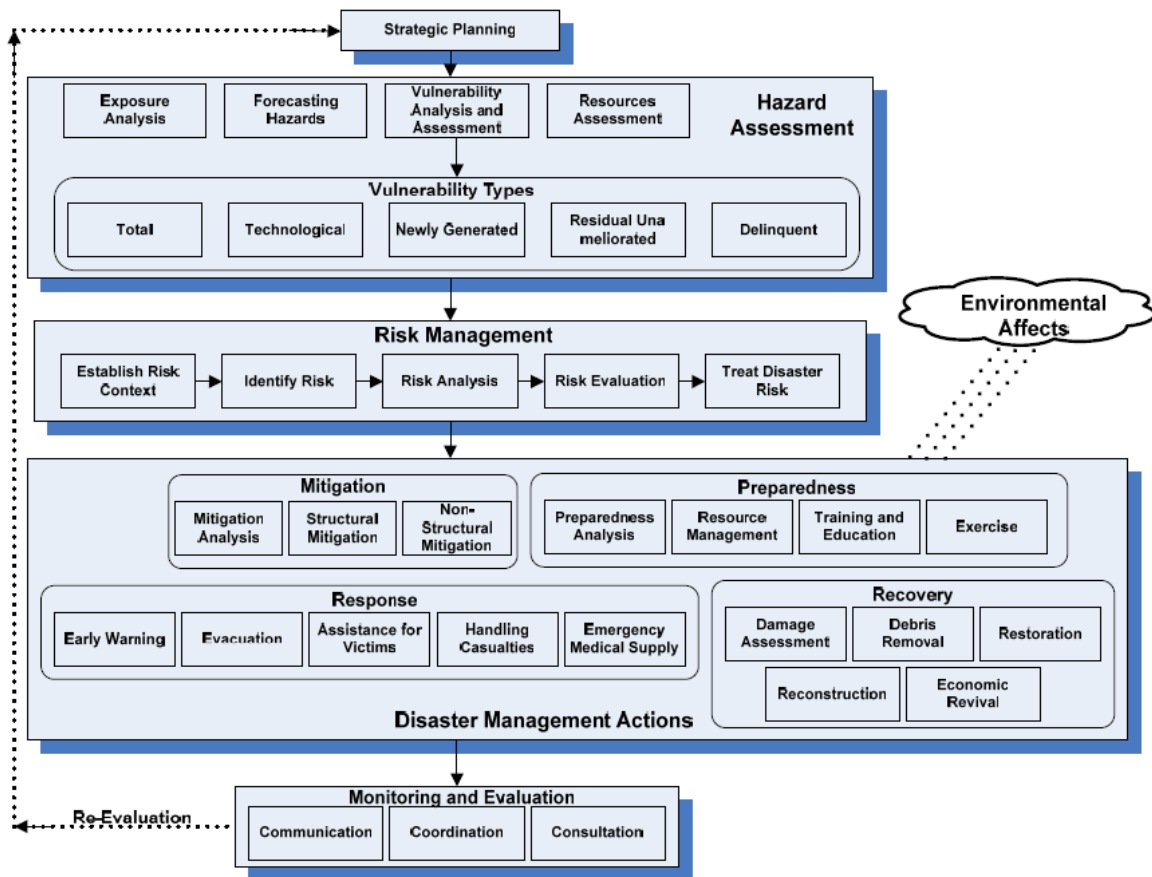 Strategic Planning
Hazard
Assessment
Exposure
Analysis
Forecasting
Hazards
Vulnerability
Analysis and
Assessment
Resources
Assessment
Vulnerability Types
Total
Technological
Newly Generated
Residual Una
meliorated
Delinquent
Environmental
Affects
Risk Management
Establish Risk
Context
Identify Risk
Risk Analysis
Risk Evaluation
Treat Disaster
Risk
Mitigation
Mitigation
Analysis
Structural
Mitigation
Non-
Structural
Mitigation
Preparedness
Preparedness
Analysis
Resource
Management
Training and
Education
Exercise
Response
Early Warning
Evacuation
Assistance for
Victims
Handling
Casualties
Emergency
Medical Supply
Recovery
Damage
Assessment
Debris
Removal
Restoration
Reconstruction
Economic
Revival
Disaster Management Actions
Monitoring and Evaluation
Communication
Coordination
Consultation
Re-Evaluation